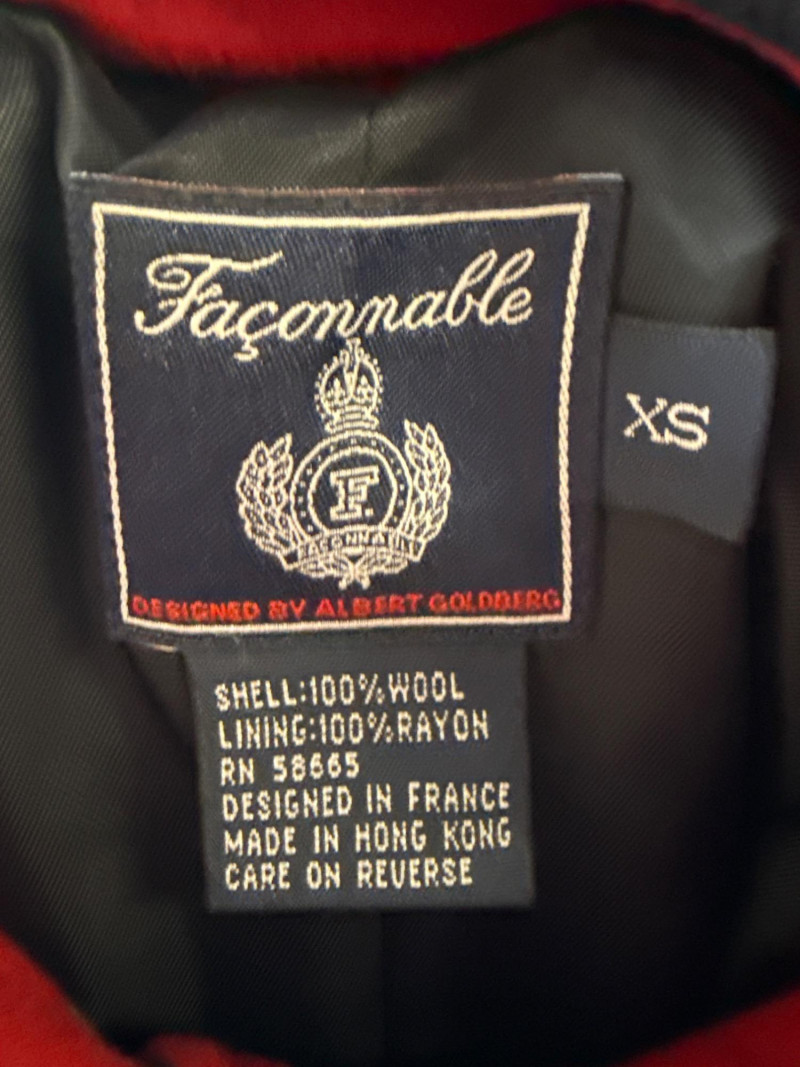 Façonnable
XS
F
FAÇONNABLE
DESIGNED BY ALBERT GOLDBERG
SHELL:100%WOOL
LINING:100%RAYON
RN 58665
DESIGNED IN FRANCE
MADE IN HONG KONG
CARE ON REVERSE